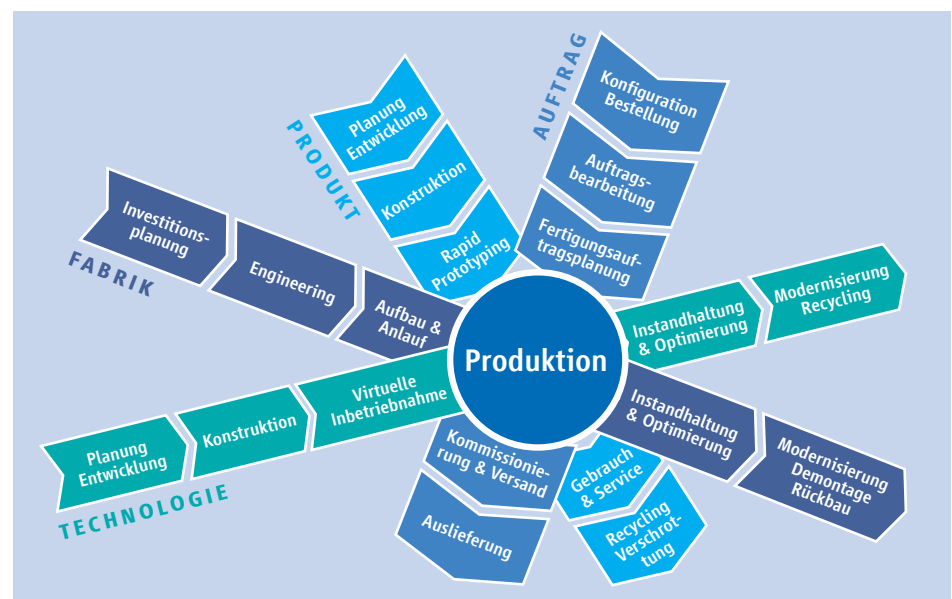 AUFTRAG
Konfiguration
Bestellung
Auftrags-
bearbeitung
Fertigungsauf-
tragsplanung
PRODUKT
Planung
Entwicklung
Konstruktion
Rapid
Prototyping
FABRIK
Investitions-
planung
Engineering
Aufbau &
Anlauf
Produktion
Instandhaltung
& Optimierung
Modernisierung
Recycling
TECHNOLOGIE
Planung
Entwicklung
Konstruktion
Virtuelle
Inbetriebnahme
Instandhaltung
& Optimierung
Modernisierung
Demontage
Rückbau
Kommissionie-
rung & Versand
Auslieferung
Gebrauch
& Service
Recycling
Verschrot-
tung